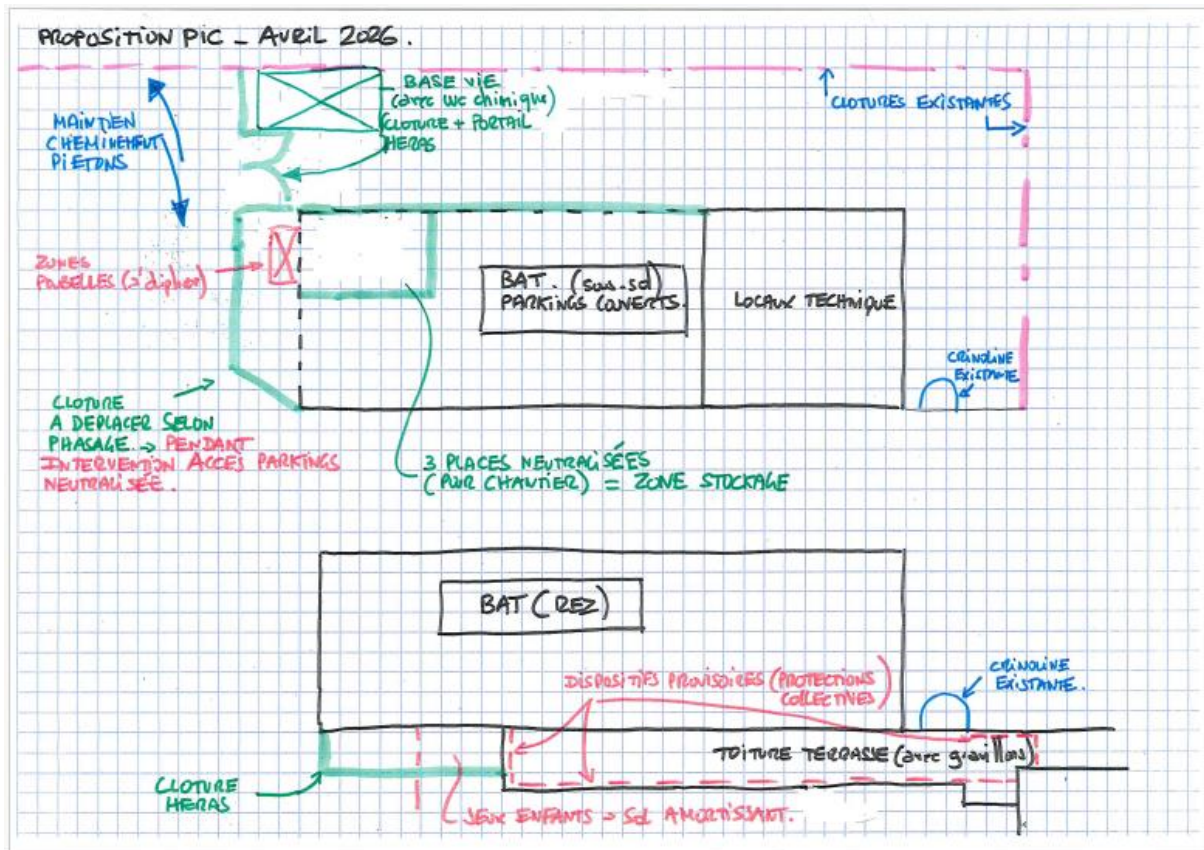 PROPOSITION PIC - AVRIL 2026.
BASE VIE
(avec wc chimique)
CLOTURE + PORTAIL
HERAS
CLOTURES EXISTANTES
MAINTIEN
CHEMINEMENT
PIETONS
ZONES
POUBELLES
BAT. (sous-sol)
PARKINGS COUVERTS.
LOCAUX TECHNIQUE
CRINOLINE
EXISTANTE
CLOTURE
A DEPLACER SELON
PHASAGE. → PENDANT
INTERVENTION ACCES PARKINGS
NEUTRALISÉE.
3 PLACES NEUTRALISÉES
(POUR CHANTIER) = ZONE STOCKAGE
BAT (REZ)
DISPOSITIFS PROVISOIRES (PROTECTIONS
COLLECTIVES)
CRINOLINE
EXISTANTE.
TOITURE TERRASSE (avec gravillons)
CLOTURE
HERAS
JEUX ENFANTS → Sol AMORTISSANT.